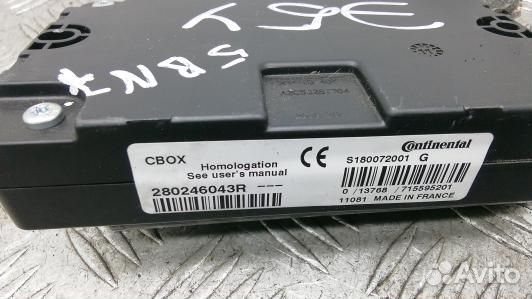 CBOX
Homologation
See user's manual
CE
Continental
S180072001 G
280246043R ---
0 /13768 /715595201
11081 MADE IN FRANCE
Avito